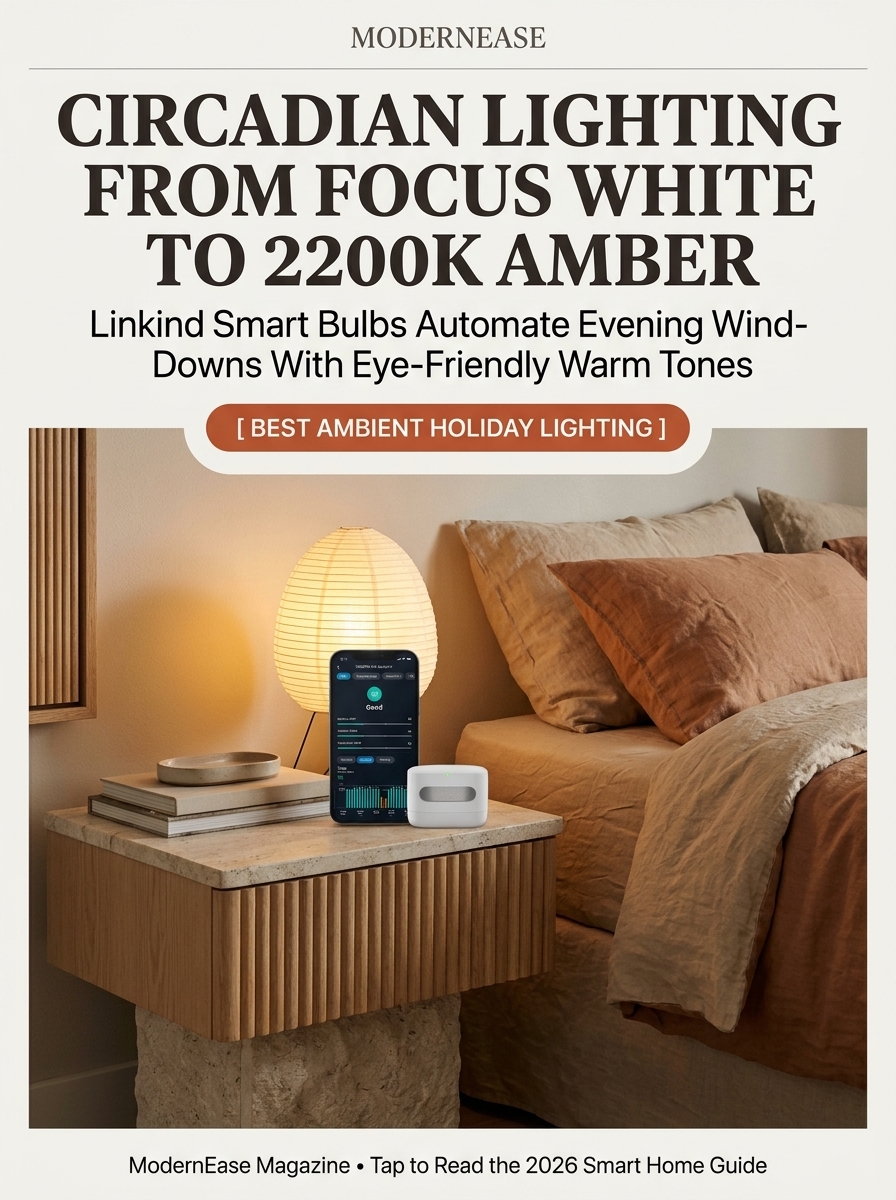 MODERNEASE
CIRCADIAN LIGHTING
FROM FOCUS WHITE
TO 2200K AMBER
Linkind Smart Bulbs Automate Evening Wind-
Downs With Eye-Friendly Warm Tones
[ BEST AMBIENT HOLIDAY LIGHTING ]
Good
ModernEase Magazine • Tap to Read the 2026 Smart Home Guide